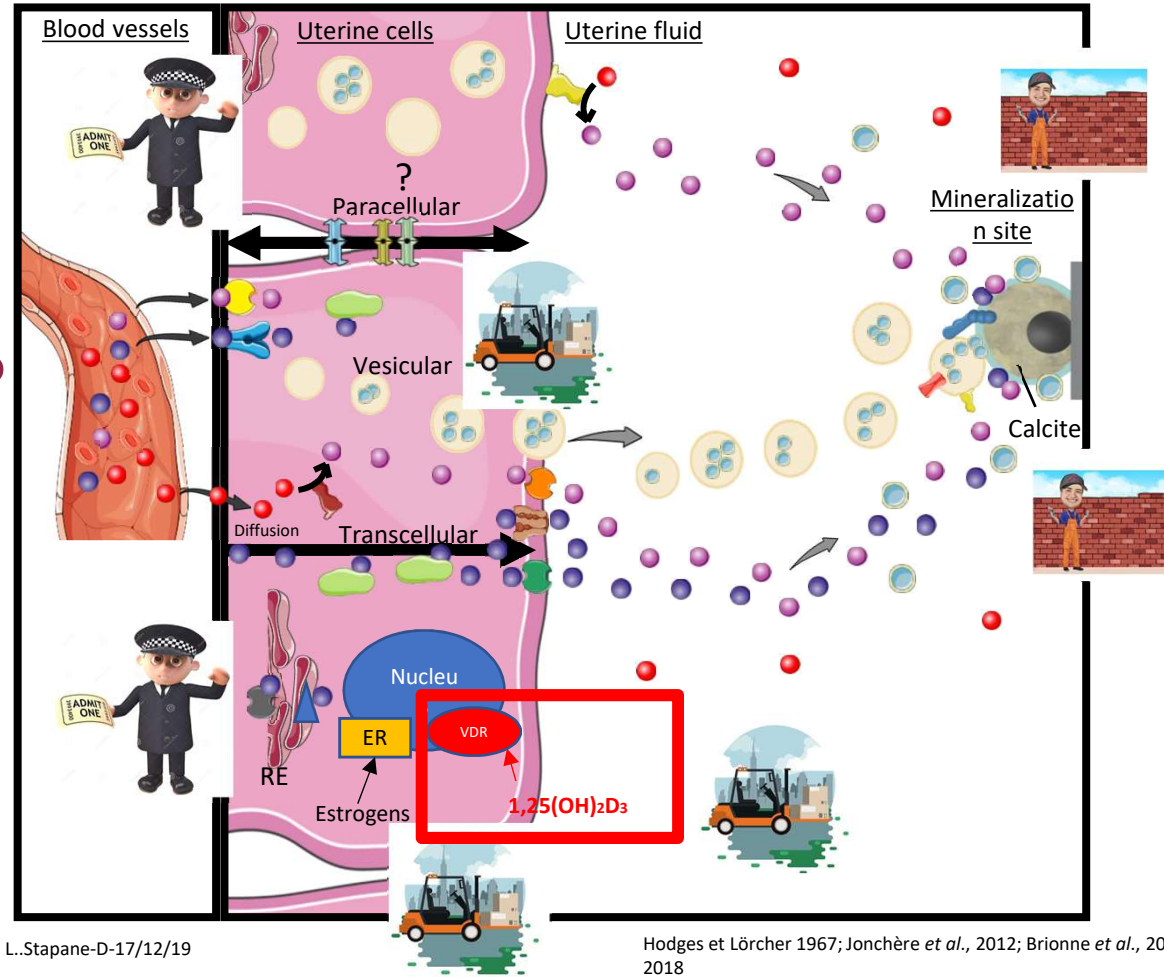 Blood vessels
Uterine cells
Uterine fluid
ADMIT
ONE
?
Paracellular
Mineralizatio
n site
Vesicular
Calcite
Diffusion
Transcellular
Nucleu
ADMIT
ONE
ER
VDR
RE
Estrogens
1,25(OH)₂D₃
L..Stapane-D-17/12/19
Hodges et Lörcher 1967; Jonchère et al., 2012; Brionne et al., 20
2018